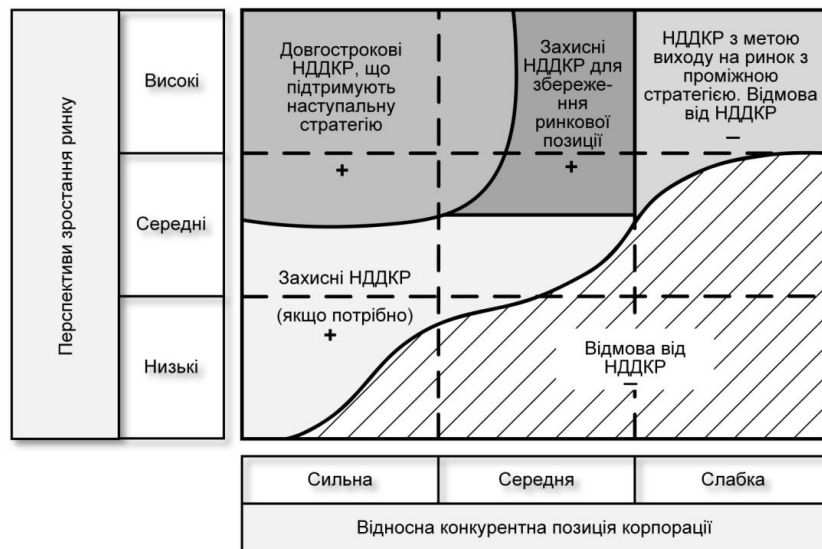 Перспективи зростання ринку
Високі
Середні
Низькі
Довгострокові
НДДКР, що
підтримують
наступальну
стратегію
+
Захисні
НДДКР для
збереже-
ння
ринкової
позиції
+
НДДКР з метою
виходу на ринок з
проміжною
стратегією. Відмова
від НДДКР
–
Захисні НДДКР
(якщо потрібно)
+
Відмова від
НДДКР
–
Сильна
Середня
Слабка
Відносна конкурентна позиція корпорації